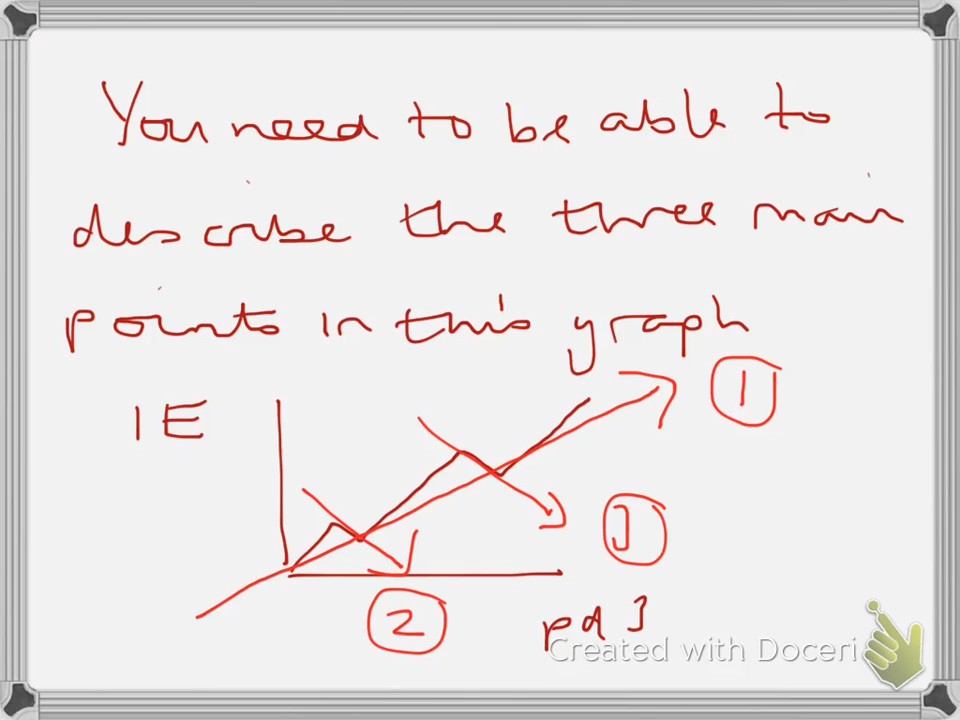 You need to be able to
describe the three main
points in this graph
IE
1
3
2
pd 3
Created with Doceri